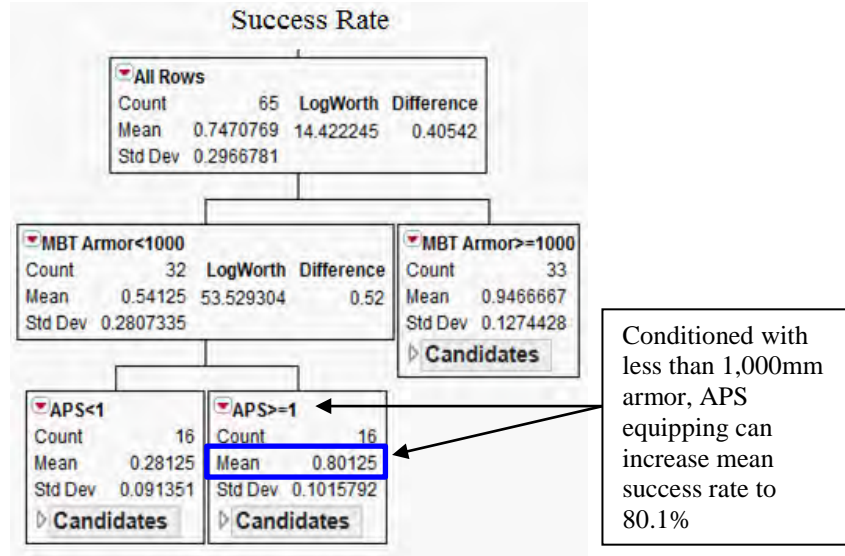 Success Rate
All Rows
Count 65 LogWorth Difference
Mean 0.7470769 14.422245 0.40542
Std Dev 0.2966781
MBT Armor<1000
Count 32 LogWorth Difference
Mean 0.54125 53.529304 0.52
Std Dev 0.2807335
MBT Armor>=1000
Count 33
Mean 0.9466667
Std Dev 0.1274428
Candidates
APS<1
Count 16
Mean 0.28125
Std Dev 0.091351
Candidates
APS>=1
Count 16
Mean 0.80125
Std Dev 0.1015792
Candidates
Conditioned with
less than 1,000mm
armor, APS
equipping can
increase mean
success rate to
80.1%